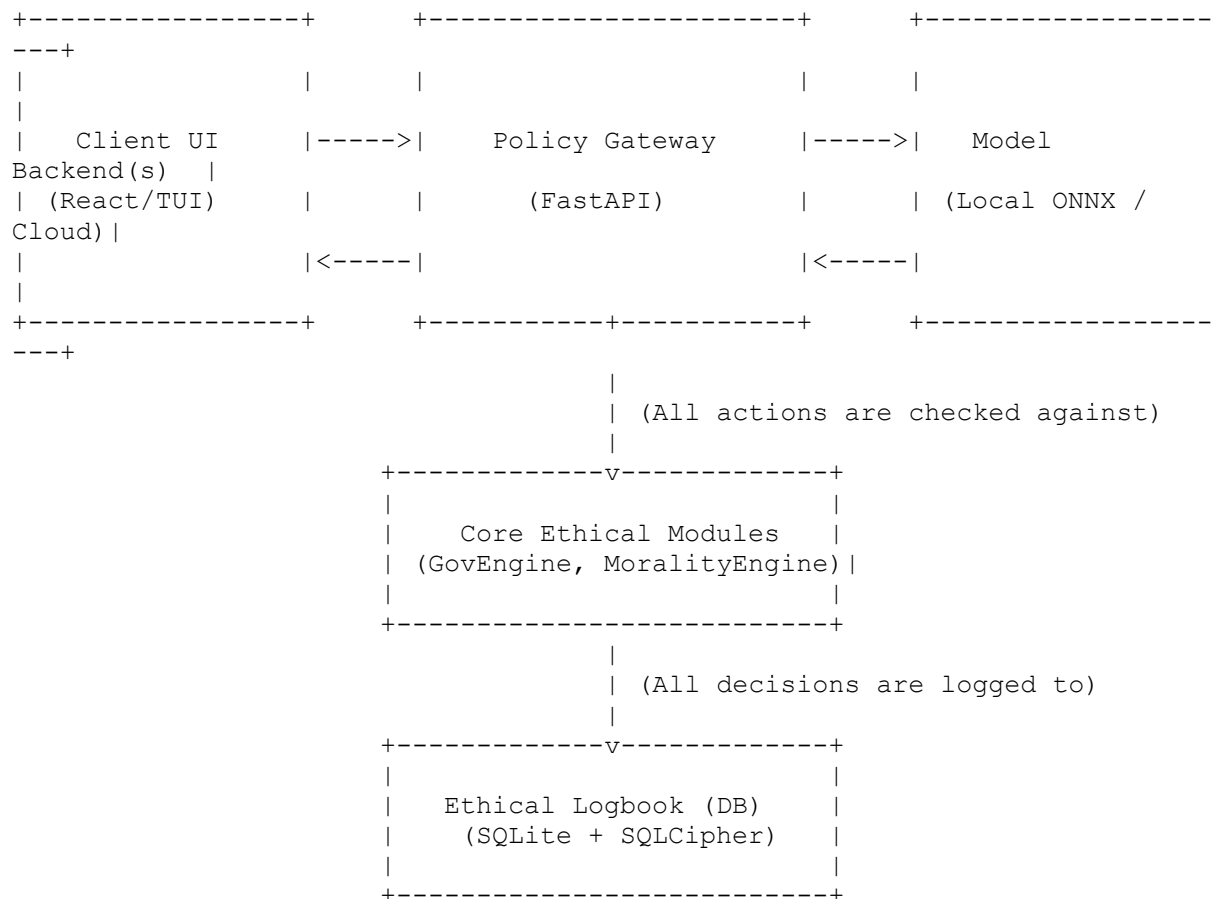 +-----------------+ +-----------------------+ +------------------
---+
| | | | |
|
| Client UI |----->| Policy Gateway |----->| Model
Backend(s) |
| (React/TUI) | | (FastAPI) | | (Local ONNX /
Cloud)|
| |<-----| |<-----|
|
+-----------------+ +-----------+-----------+ +------------------
---+
|
| (All actions are checked against)
|
+-------------v-------------+
| |
| Core Ethical Modules |
| (GovEngine, MoralityEngine)|
| |
+---------------------------+
|
| (All decisions are logged to)
|
+-------------v-------------+
| |
| Ethical Logbook (DB) |
| (SQLite + SQLCipher) |
| |
+---------------------------+